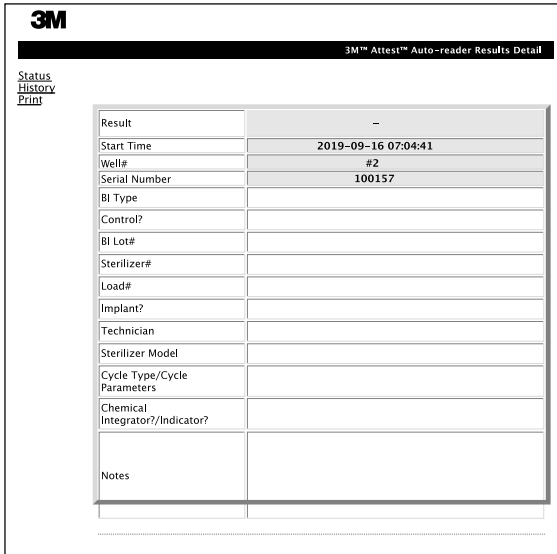 3M
3M™ Attest™ Auto-reader Results Detail
Status
History
Print
Result –
Start Time 2019-09-16 07:04:41
Well# #2
Serial Number 100157
BI Type
Control?
BI Lot#
Sterilizer#
Load#
Implant?
Technician
Sterilizer Model
Cycle Type/Cycle
Parameters
Chemical
Integrator?/Indicator?
Notes